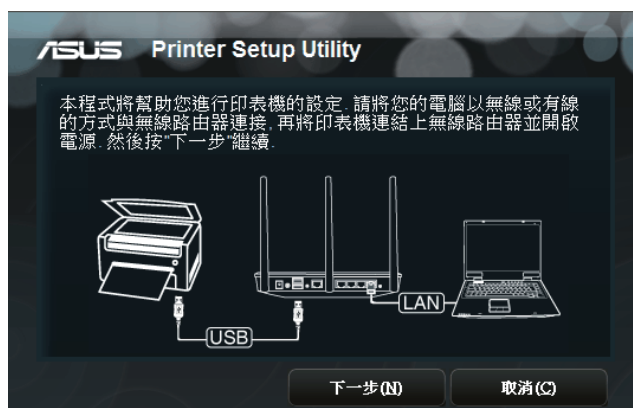 ASUS Printer Setup Utility
本程式將幫助您進行印表機的設定. 請將您的電腦以無線或有線
的方式與無線路由器連接, 再將印表機連結上無線路由器並開啟
電源. 然後按"下一步"繼續.
LAN
USB
下一步(N)
取消(C)